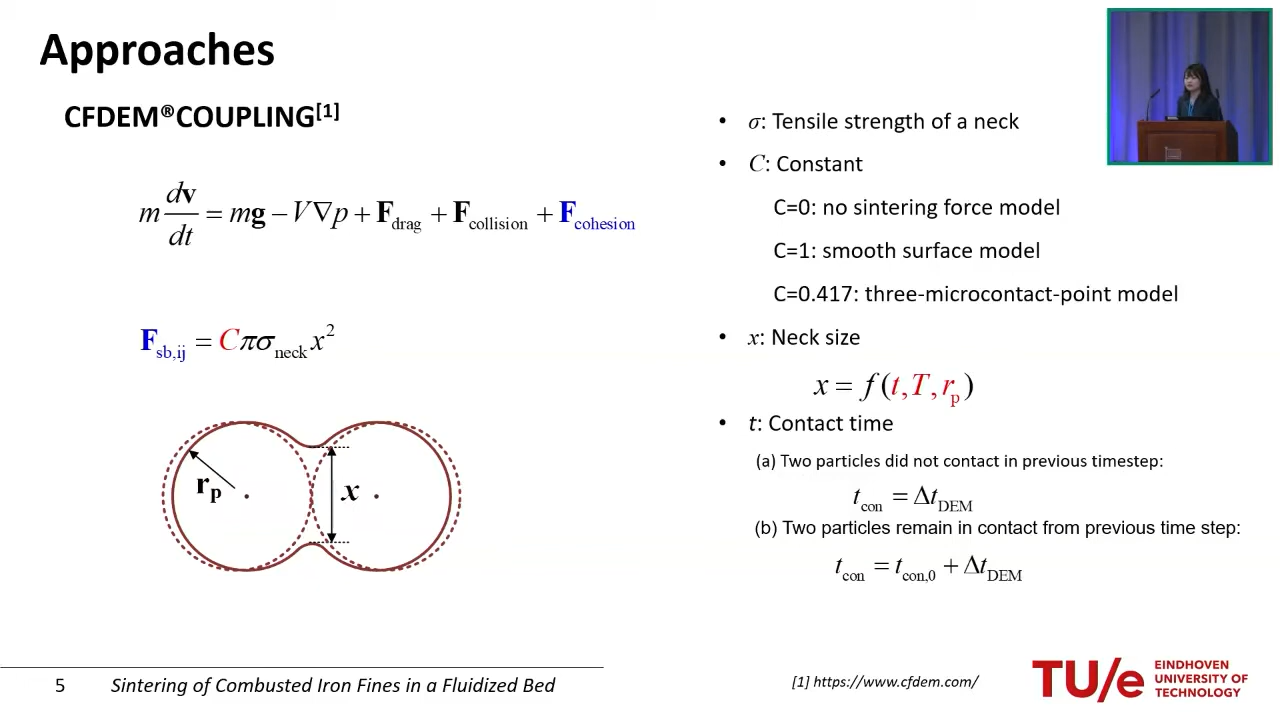 Approaches
CFDEM®COUPLING[1]
m dv/dt = mg − V∇p + F_drag + F_collision + F_cohesion
F_sb,ij = Cπσ_neck x²
r_p
x
• σ: Tensile strength of a neck
• C: Constant
C=0: no sintering force model
C=1: smooth surface model
C=0.417: three-microcontact-point model
• x: Neck size
x = f(t, T, r_p)
• t: Contact time
(a) Two particles did not contact in previous timestep:
t_con = Δt_DEM
(b) Two particles remain in contact from previous time step:
t_con = t_con,0 + Δt_DEM
5 Sintering of Combusted Iron Fines in a Fluidized Bed
[1] https://www.cfdem.com/
TU/e EINDHOVEN
UNIVERSITY OF
TECHNOLOGY